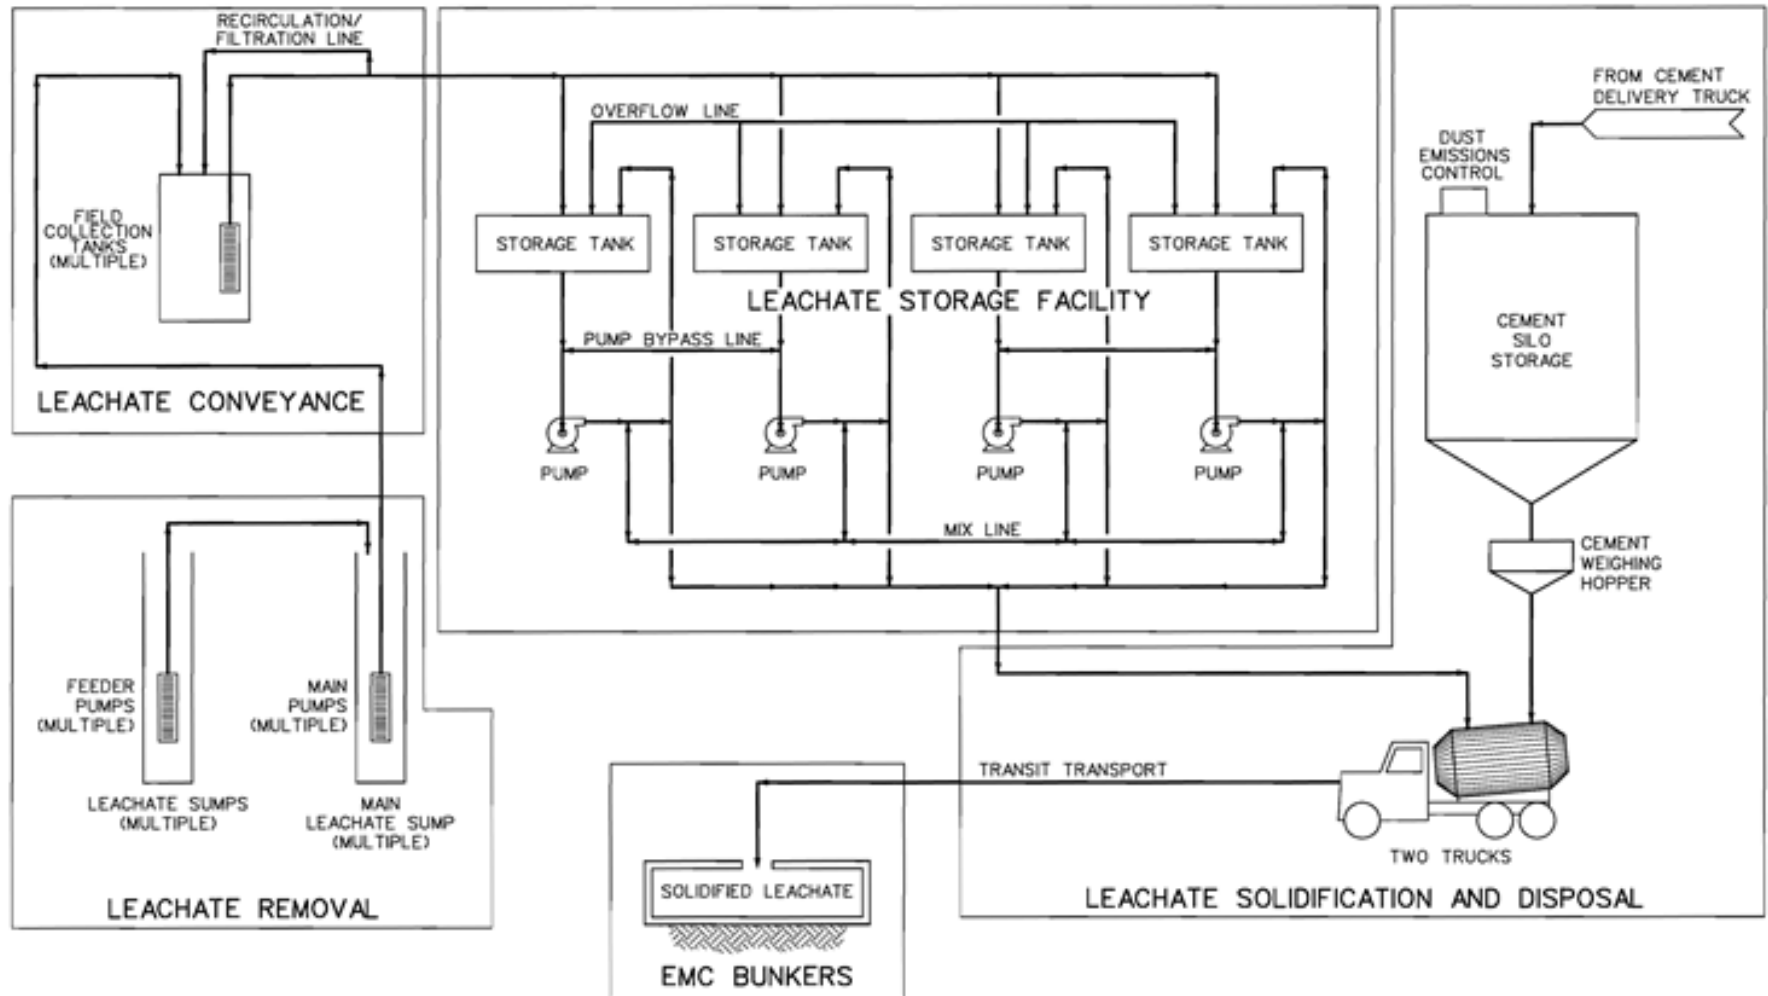 RECIRCULATION/
FILTRATION LINE
FIELD
COLLECTION
TANKS
(MULTIPLE)
LEACHATE CONVEYANCE
OVERFLOW LINE
STORAGE TANK
STORAGE TANK
STORAGE TANK
STORAGE TANK
LEACHATE STORAGE FACILITY
PUMP BYPASS LINE
PUMP
PUMP
PUMP
PUMP
MIX LINE
FROM CEMENT
DELIVERY TRUCK
DUST
EMISSIONS
CONTROL
CEMENT
SILO
STORAGE
CEMENT
WEIGHING
HOPPER
FEEDER
PUMPS
(MULTIPLE)
MAIN
PUMPS
(MULTIPLE)
LEACHATE SUMPS
(MULTIPLE)
MAIN
LEACHATE SUMP
(MULTIPLE)
LEACHATE REMOVAL
TRANSIT TRANSPORT
TWO TRUCKS
LEACHATE SOLIDIFICATION AND DISPOSAL
SOLIDIFIED LEACHATE
EMC BUNKERS